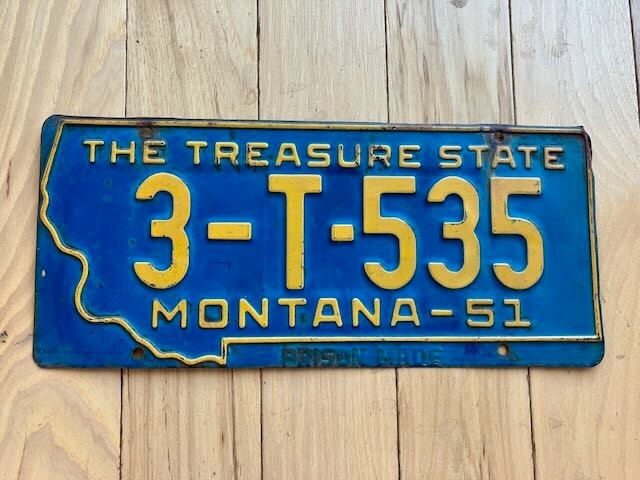 THE TREASURE STATE
3-T-535
MONTANA-51
PRISON MADE